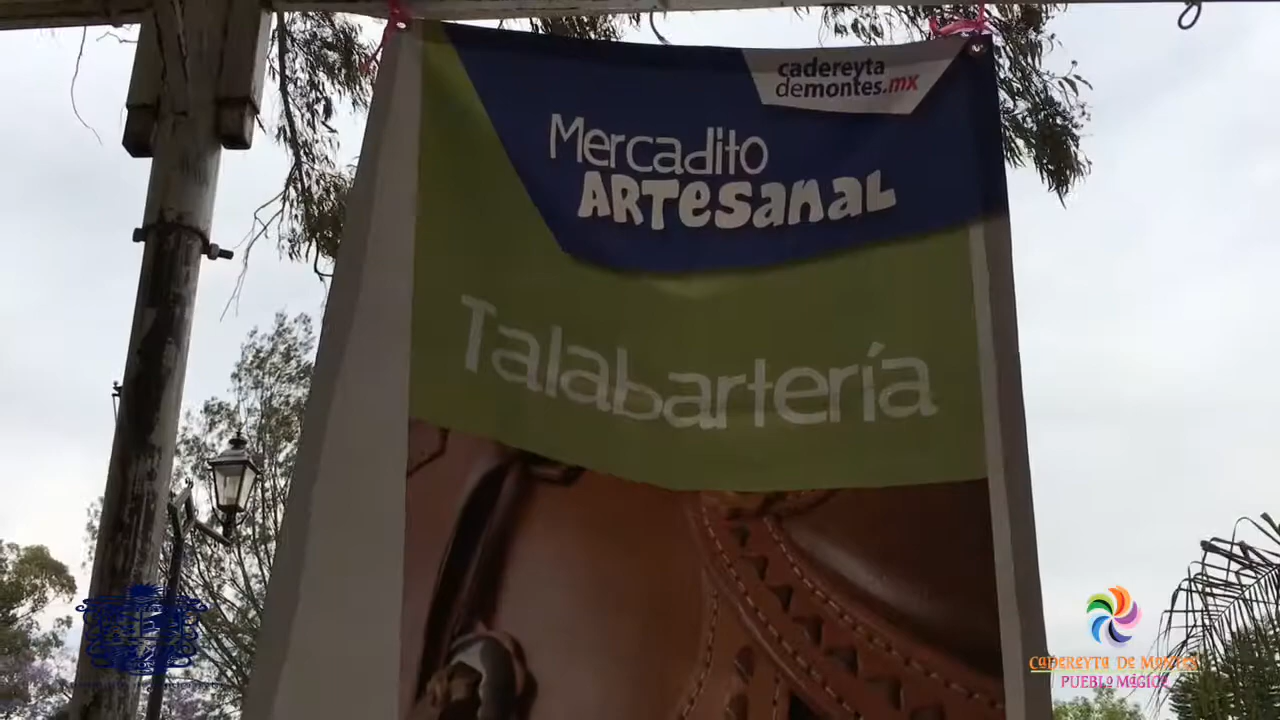 cadereyta
demontes.mx
Mercadito
ARTesanal
Talabartería
CADEREYTA DE MONTES
PUEBLO MÁGICO